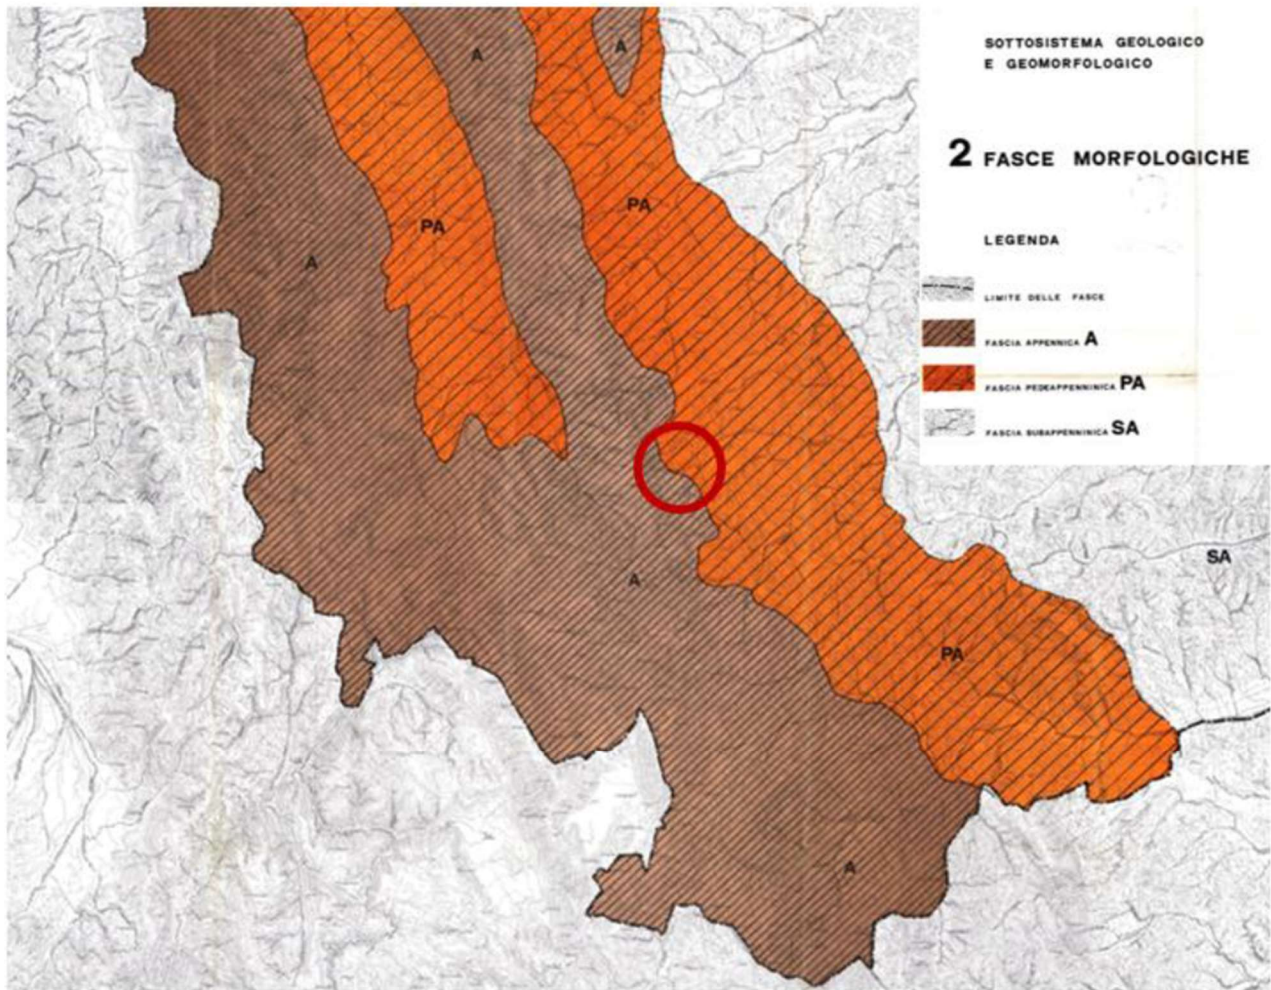 SOTTOSISTEMA GEOLOGICO
E GEOMORFOLOGICO
2 FASCE MORFOLOGICHE
LEGENDA
LIMITE DELLE FASCE
FASCIA APPENNICA A
FASCIA PEDEAPPENNINICA PA
FASCIA SUBAPPENNINICA SA
A
A
PA
PA
A
SA
A
PA
A